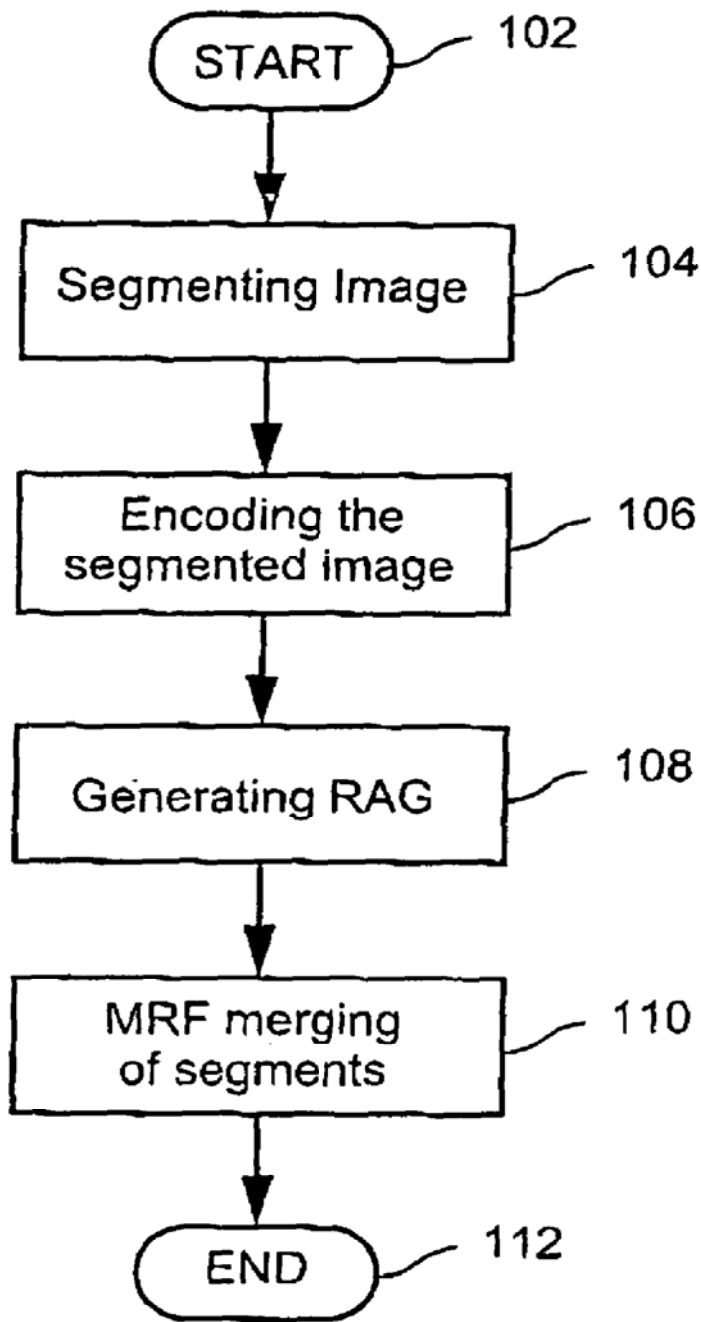 START
102
Segmenting Image
104
Encoding the
segmented image
106
Generating RAG
108
MRF merging
of segments
110
END
112